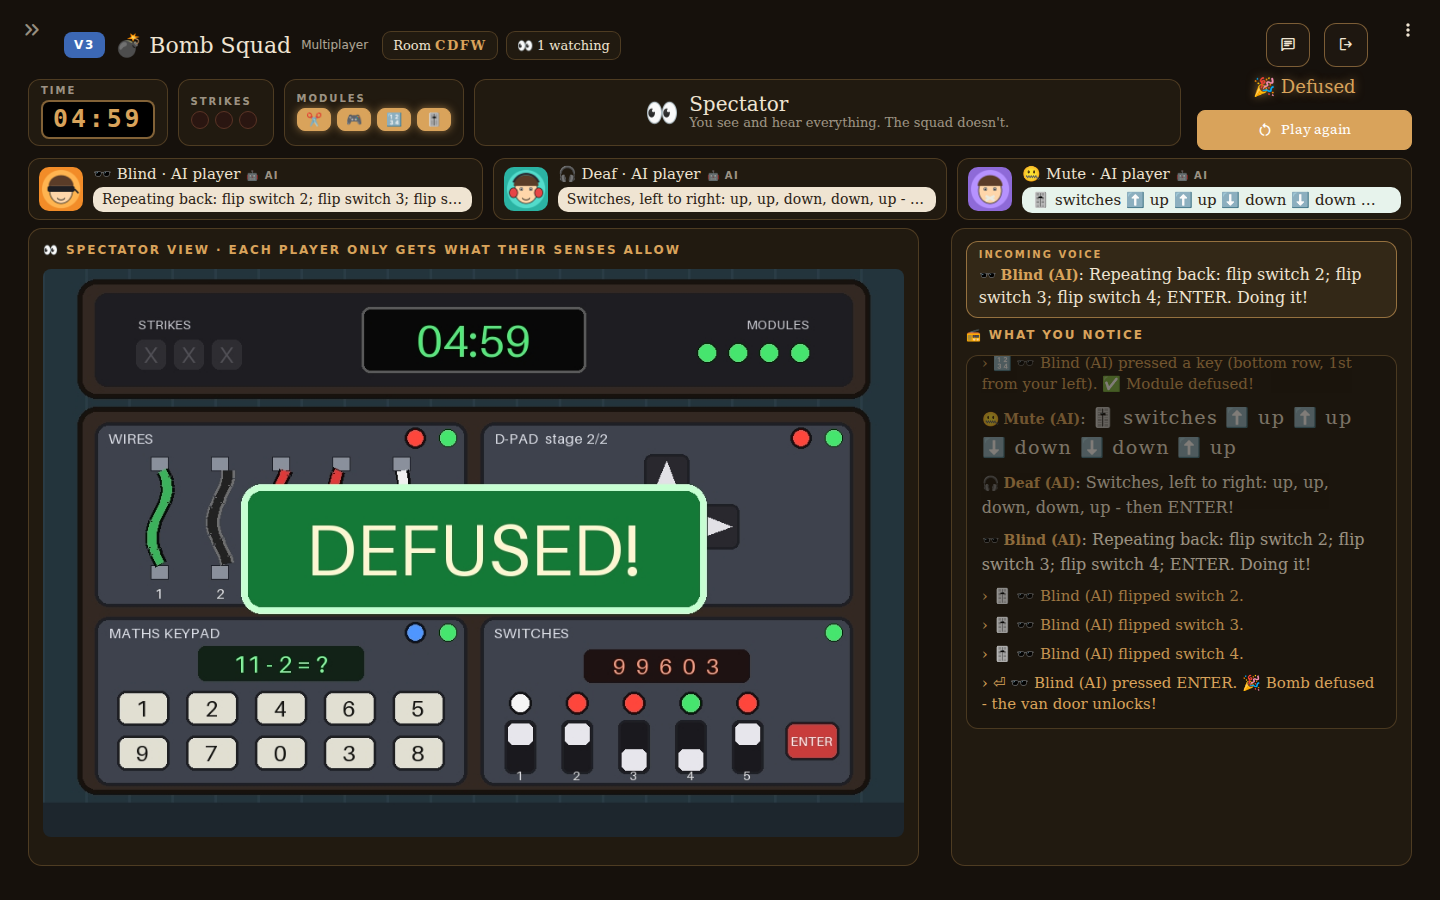 V3
Bomb Squad
Multiplayer
Room CDFW
1 watching
TIME
04:59
STRIKES
MODULES
Spectator
You see and hear everything. The squad doesn't.
Defused
Play again
Blind · AI player AI
Repeating back: flip switch 2; flip switch 3; flip s...
Deaf · AI player AI
Switches, left to right: up, up, down, down, up - ...
Mute · AI player AI
switches up up down down ...
SPECTATOR VIEW · EACH PLAYER ONLY GETS WHAT THEIR SENSES ALLOW
STRIKES
X X X
04:59
MODULES
WIRES
1 2
D-PAD stage 2/2
DEFUSED!
MATHS KEYPAD
11 - 2 = ?
1 2 4 6 5
9 7 0 3 8
SWITCHES
9 9 6 0 3
ENTER
1 2 3 4 5
INCOMING VOICE
Blind (AI): Repeating back: flip switch 2; flip
switch 3; flip switch 4; ENTER. Doing it!
WHAT YOU NOTICE
› Blind (AI) pressed a key (bottom row, 1st
from your left). Module defused!
Mute (AI): switches up up
down down up
Deaf (AI): Switches, left to right: up, up,
down, down, up - then ENTER!
Blind (AI): Repeating back: flip switch 2; flip
switch 3; flip switch 4; ENTER. Doing it!
› Blind (AI) flipped switch 2.
› Blind (AI) flipped switch 3.
› Blind (AI) flipped switch 4.
› Blind (AI) pressed ENTER. Bomb defused
- the van door unlocks!